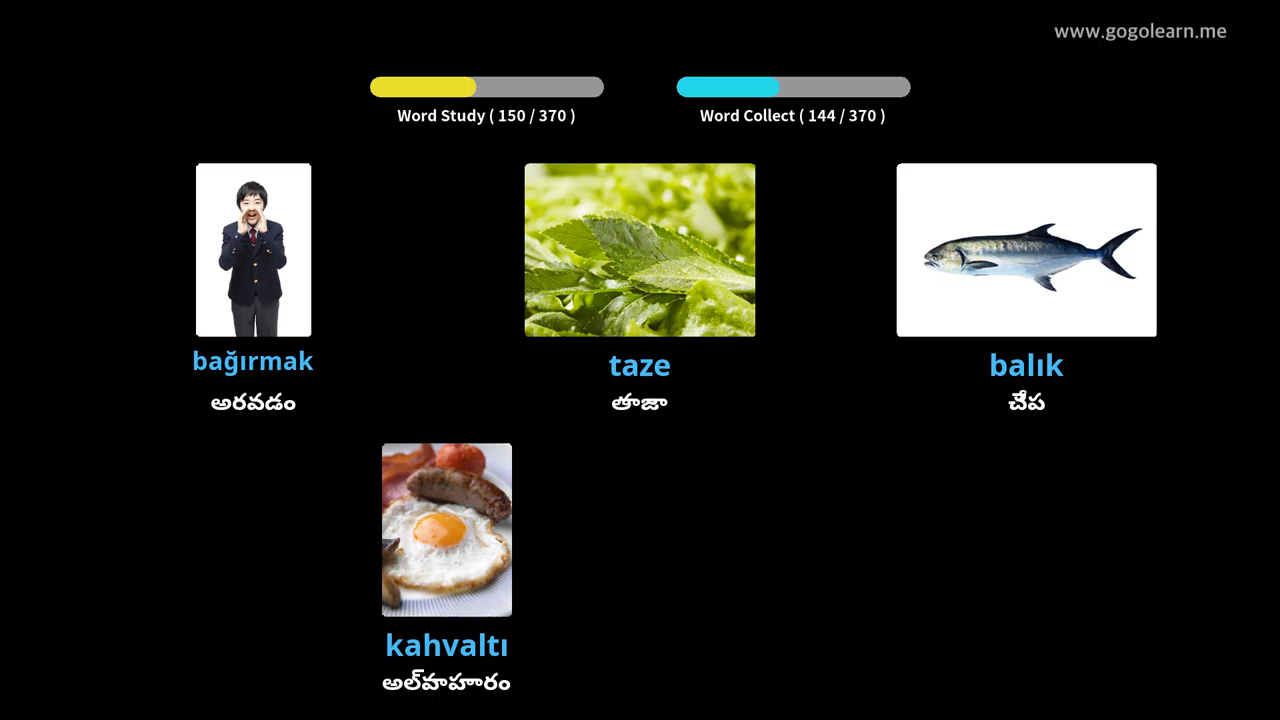 www.gogolearn.me
Word Study ( 150 / 370 )
Word Collect ( 144 / 370 )
bağırmak
అరవడం
taze
తాజా
balık
చేప
kahvaltı
అల్‌వాహారం